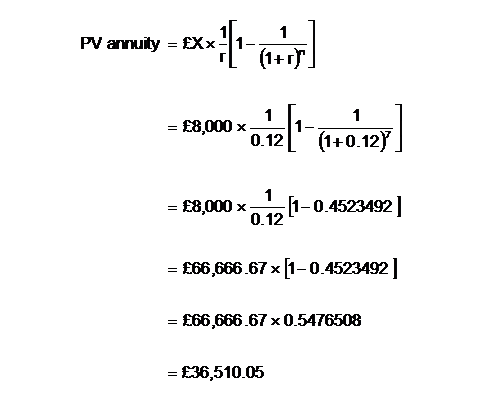 PV annuity = £X × 1/r [1 − 1/(1 + r)^n]
= £8,000 × 1/0.12 [1 − 1/(1 + 0.12)^7]
= £8,000 × 1/0.12 [1 − 0.4523492]
= £66,666.67 × [1 − 0.4523492]
= £66,666.67 × 0.5476508
= £36,510.05